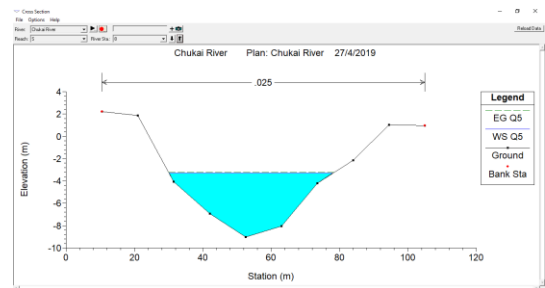 Cross Section
File Options Help
River: Chukai River
Reload Data
Reach: S River Sta.: 0
Chukai River Plan: Chukai River 27/4/2019
.025
Legend
EG Q5
WS Q5
Ground
Bank Sta
Elevation (m)
4
2
0
-2
-4
-6
-8
-10
0 20 40 60 80 100 120
Station (m)